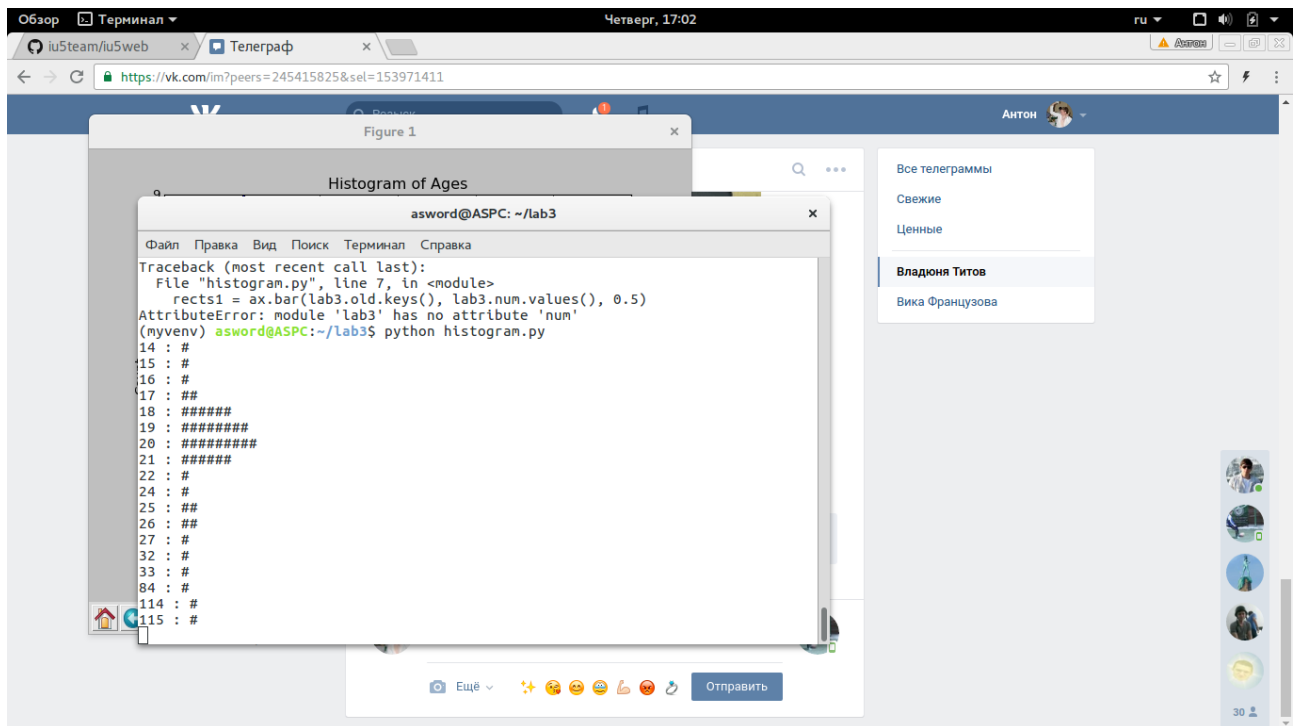 Обзор Терминал Четверг, 17:02 ru
iu5team/iu5web × Телеграф × Антон
https://vk.com/im?peers=245415825&sel=153971411
1 Антон
Figure 1 ×
Histogram of Ages
9
Все телеграммы
Свежие
Ценные
Владюня Титов
Вика Французова
asword@ASPC: ~/lab3 ×
Файл Правка Вид Поиск Терминал Справка
Traceback (most recent call last):
  File "histogram.py", line 7, in <module>
    rects1 = ax.bar(lab3.old.keys(), lab3.num.values(), 0.5)
AttributeError: module 'lab3' has no attribute 'num'
(myvenv) asword@ASPC:~/lab3$ python histogram.py
14 : #
15 : #
16 : #
17 : ##
18 : ######
19 : ########
20 : #########
21 : ######
22 : #
24 : #
25 : ##
26 : ##
27 : #
32 : #
33 : #
84 : #
114 : #
115 : #
Ещё Отправить
30